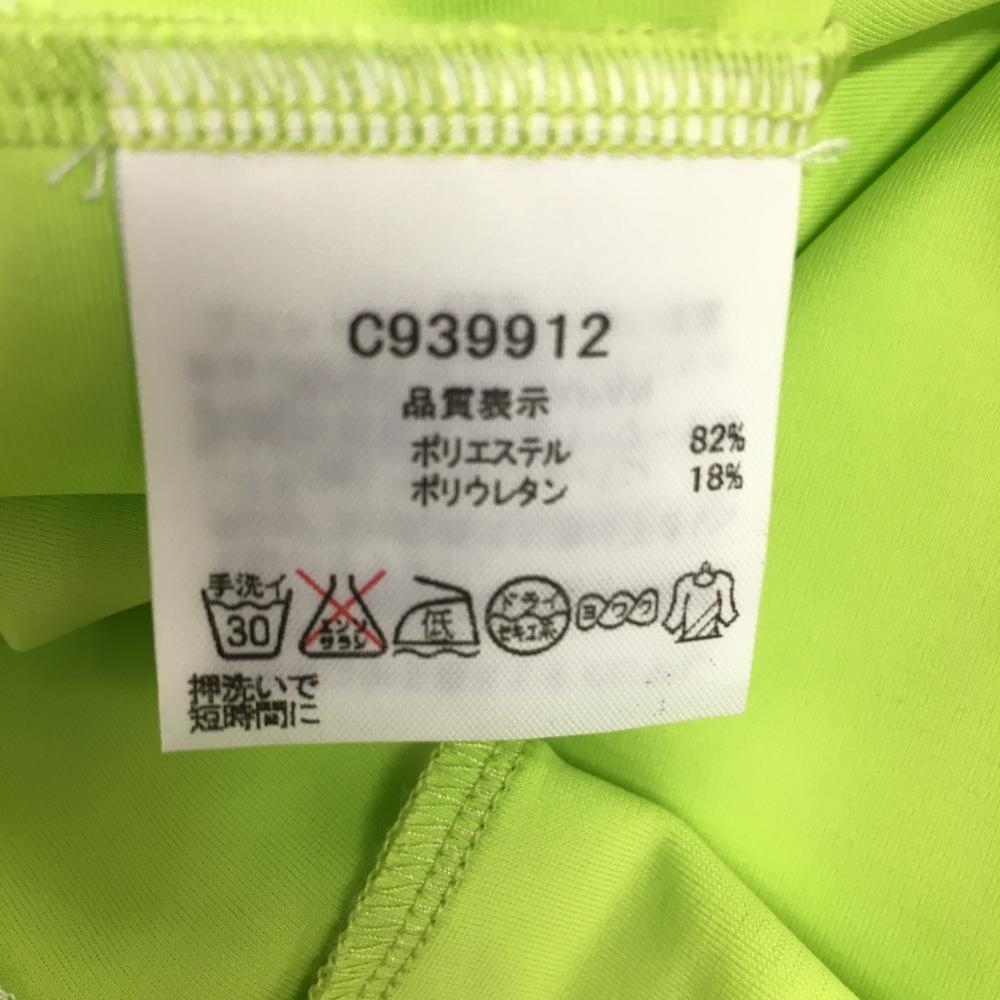 C939912
品質表示
ポリエステル 82%
ポリウレタン 18%
手洗イ
30
エンソ
サラシ
低
ドライ
セキユ系
ヨワク
押洗いで
短時間に